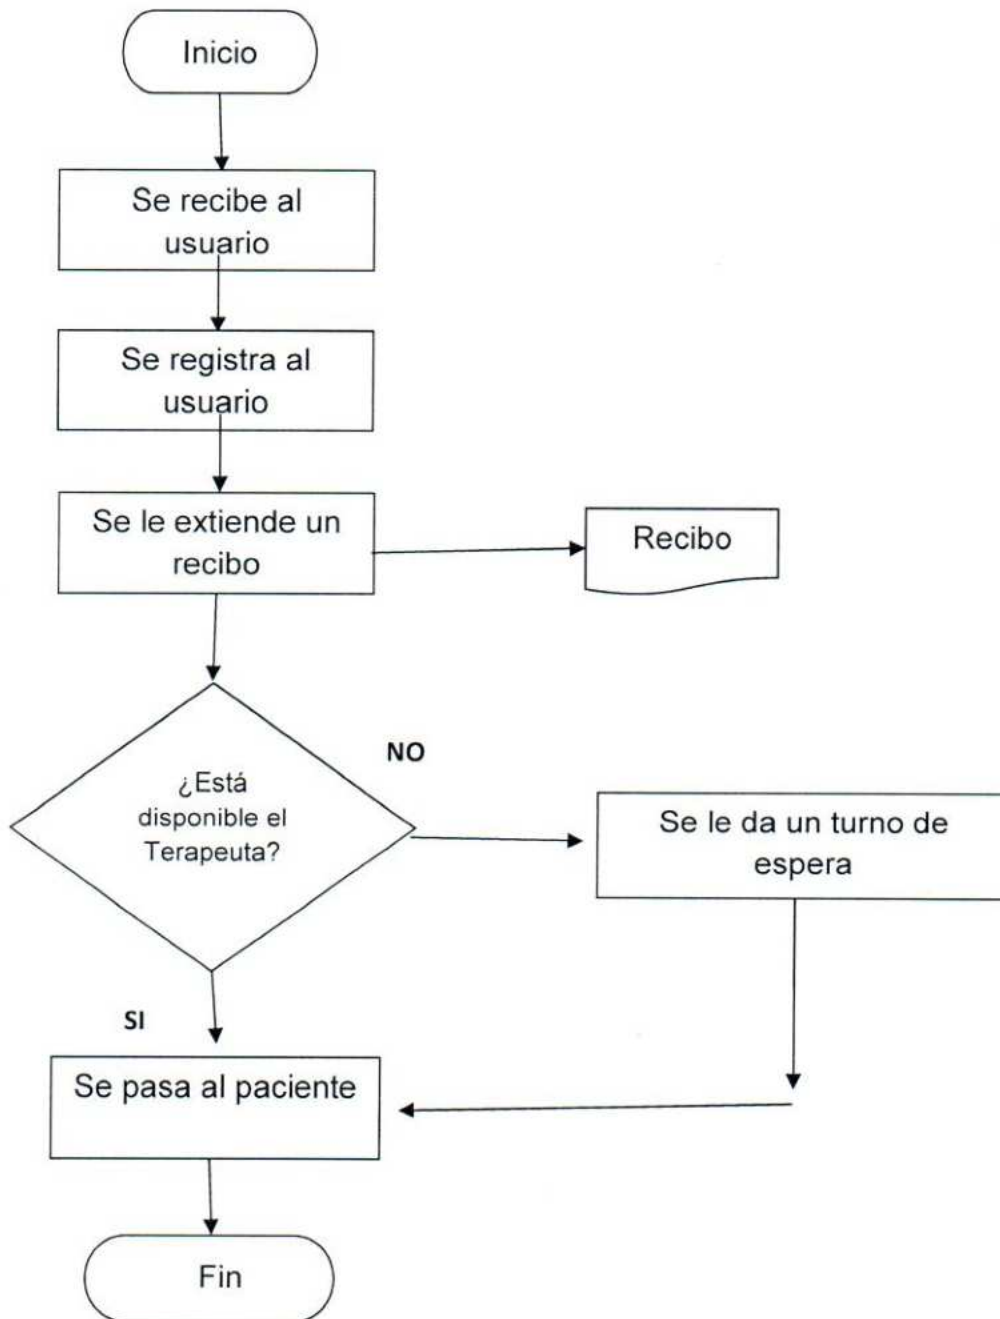 Inicio
Se recibe al
usuario
Se registra al
usuario
Se le extiende un
recibo
Recibo
NO
¿Está
disponible el
Terapeuta?
Se le da un turno de
espera
SI
Se pasa al paciente
Fin